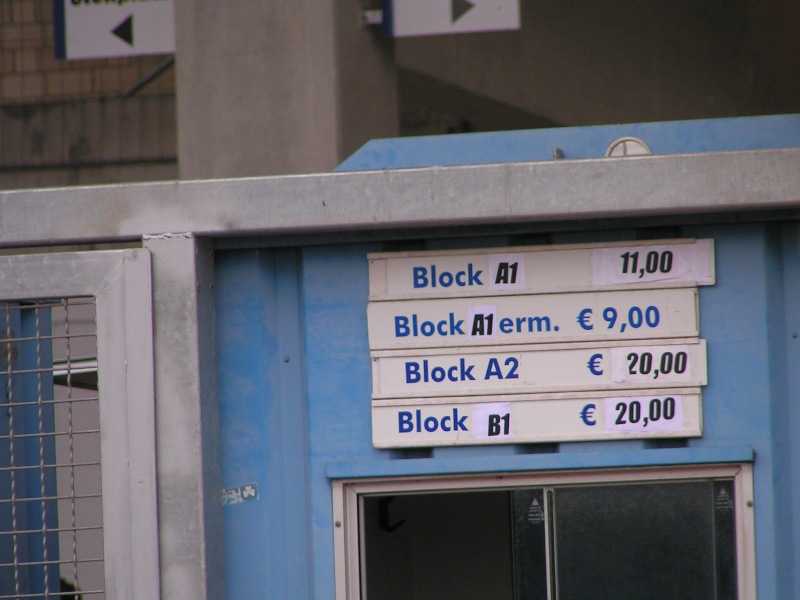 Block A1 11,00
Block A1 erm. € 9,00
Block A2 € 20,00
Block B1 € 20,00